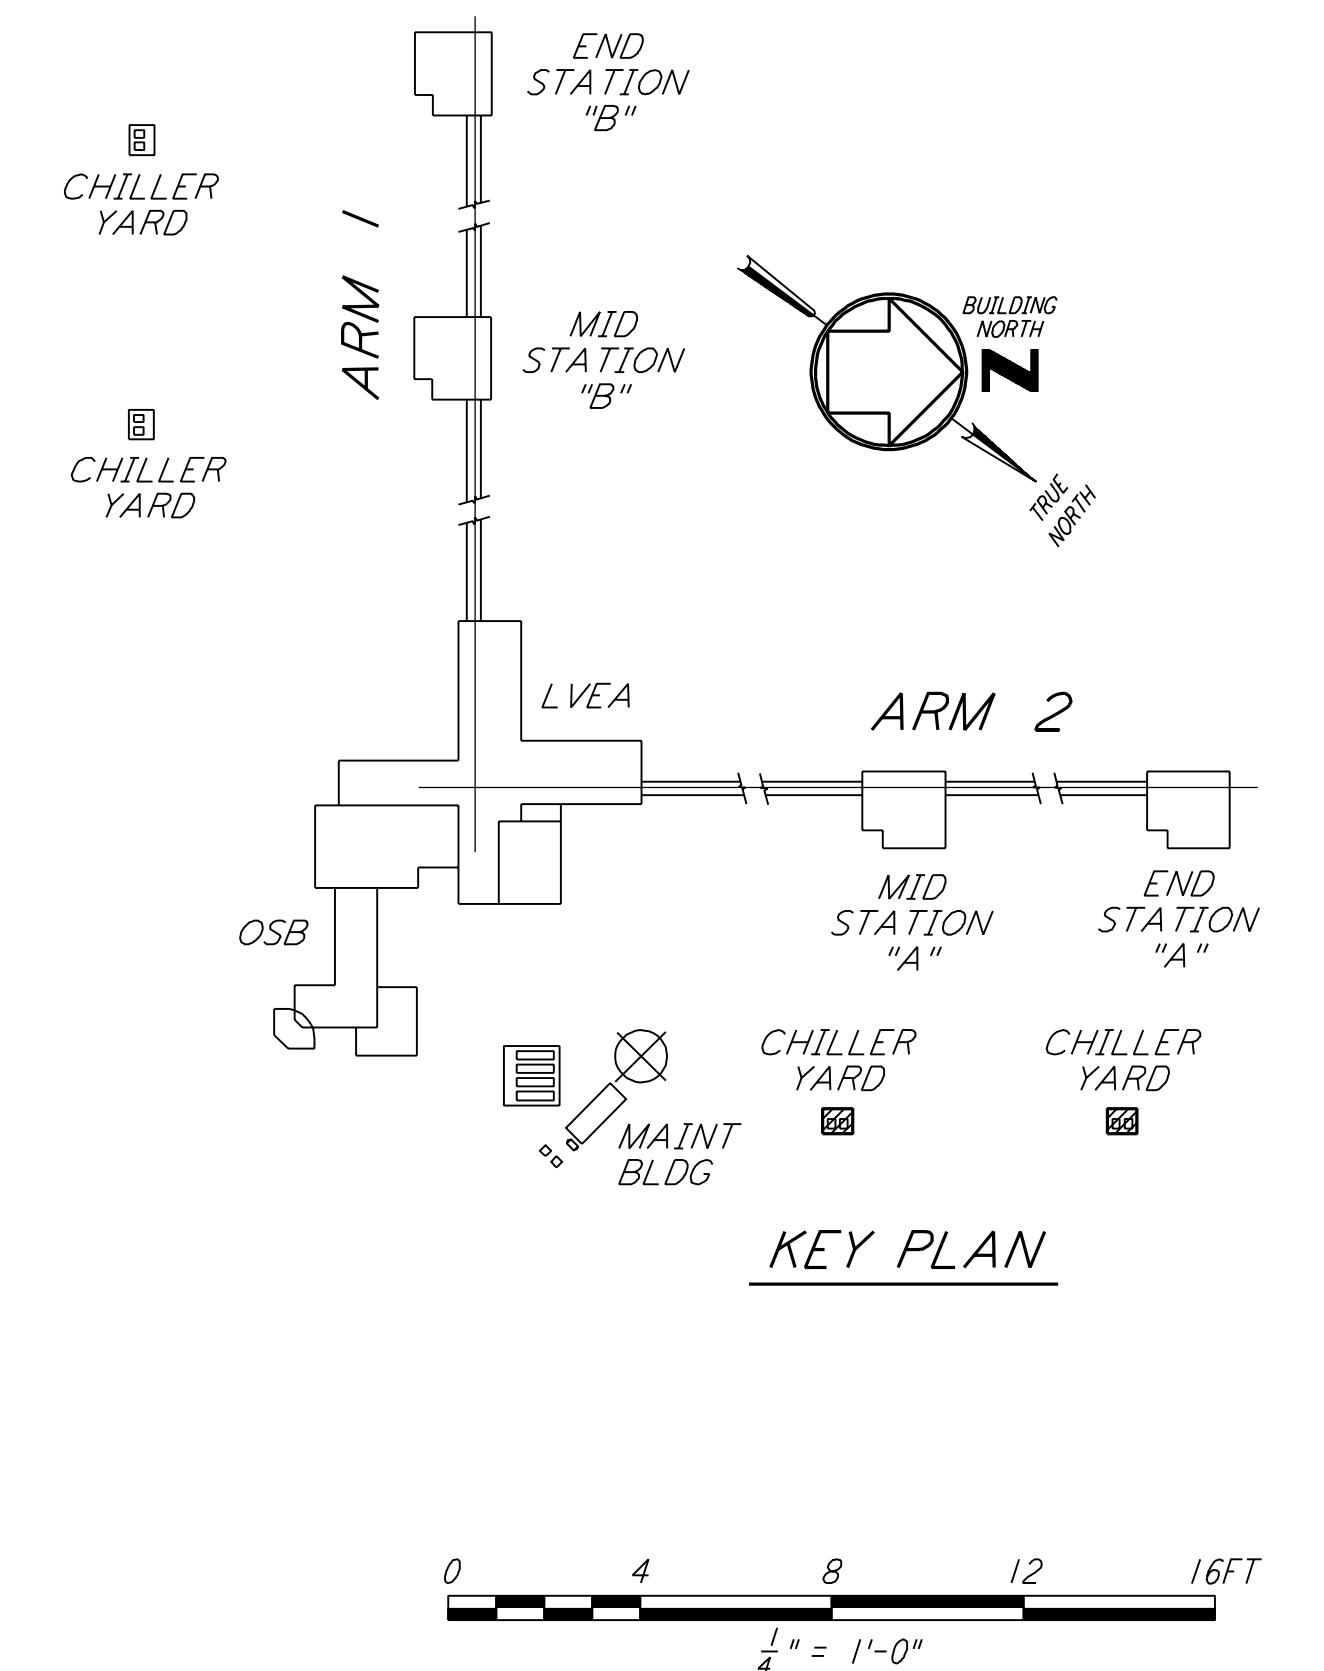 END
STATION
"B"
CHILLER
YARD
ARM 1
BUILDING
NORTH
N
MID
STATION
"B"
CHILLER
YARD
TRUE
NORTH
LVEA
ARM 2
OSB
MID
STATION
"A"
END
STATION
"A"
CHILLER
YARD
CHILLER
YARD
MAINT
BLDG
KEY PLAN
0 4 8 12 16FT
1/4" = 1'-0"